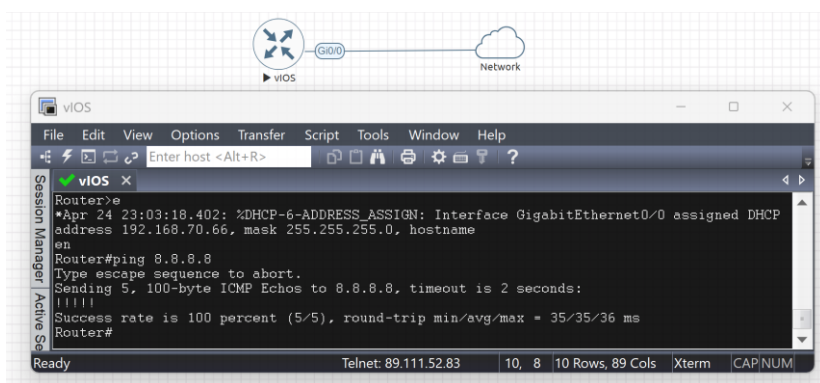 Gi0/0
Network
vIOS
vIOS
File Edit View Options Transfer Script Tools Window Help
Enter host <Alt+R>
Session Manager
Active Se
vIOS
Router>e
*Apr 24 23:03:18.402: %DHCP-6-ADDRESS_ASSIGN: Interface GigabitEthernet0/0 assigned DHCP
address 192.168.70.66, mask 255.255.255.0, hostname
en
Router#ping 8.8.8.8
Type escape sequence to abort.
Sending 5, 100-byte ICMP Echos to 8.8.8.8, timeout is 2 seconds:
!!!!!
Success rate is 100 percent (5/5), round-trip min/avg/max = 35/35/36 ms
Router#
Ready Telnet: 89.111.52.83 10, 8 10 Rows, 89 Cols Xterm CAP NUM